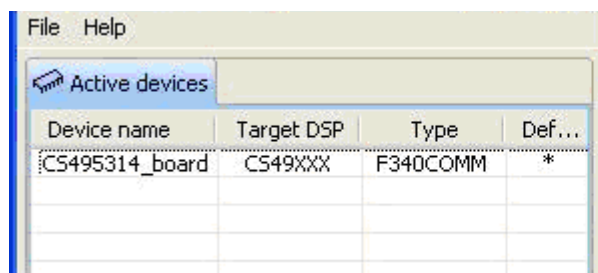 File Help
Active devices
Device name Target DSP Type Def...
CS495314_board CS49XXX F340COMM *